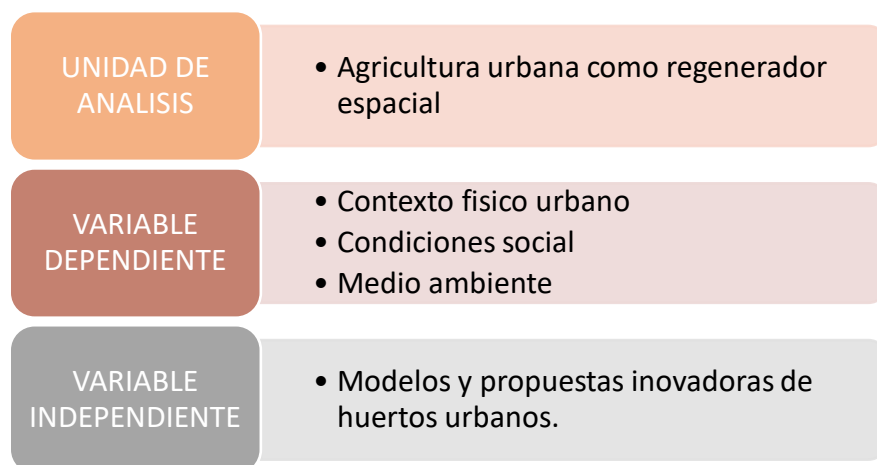 UNIDAD DE
ANALISIS
• Agricultura urbana como regenerador
espacial
VARIABLE
DEPENDIENTE
• Contexto fisico urbano
• Condiciones social
• Medio ambiente
VARIABLE
INDEPENDIENTE
• Modelos y propuestas inovadoras de
huertos urbanos.